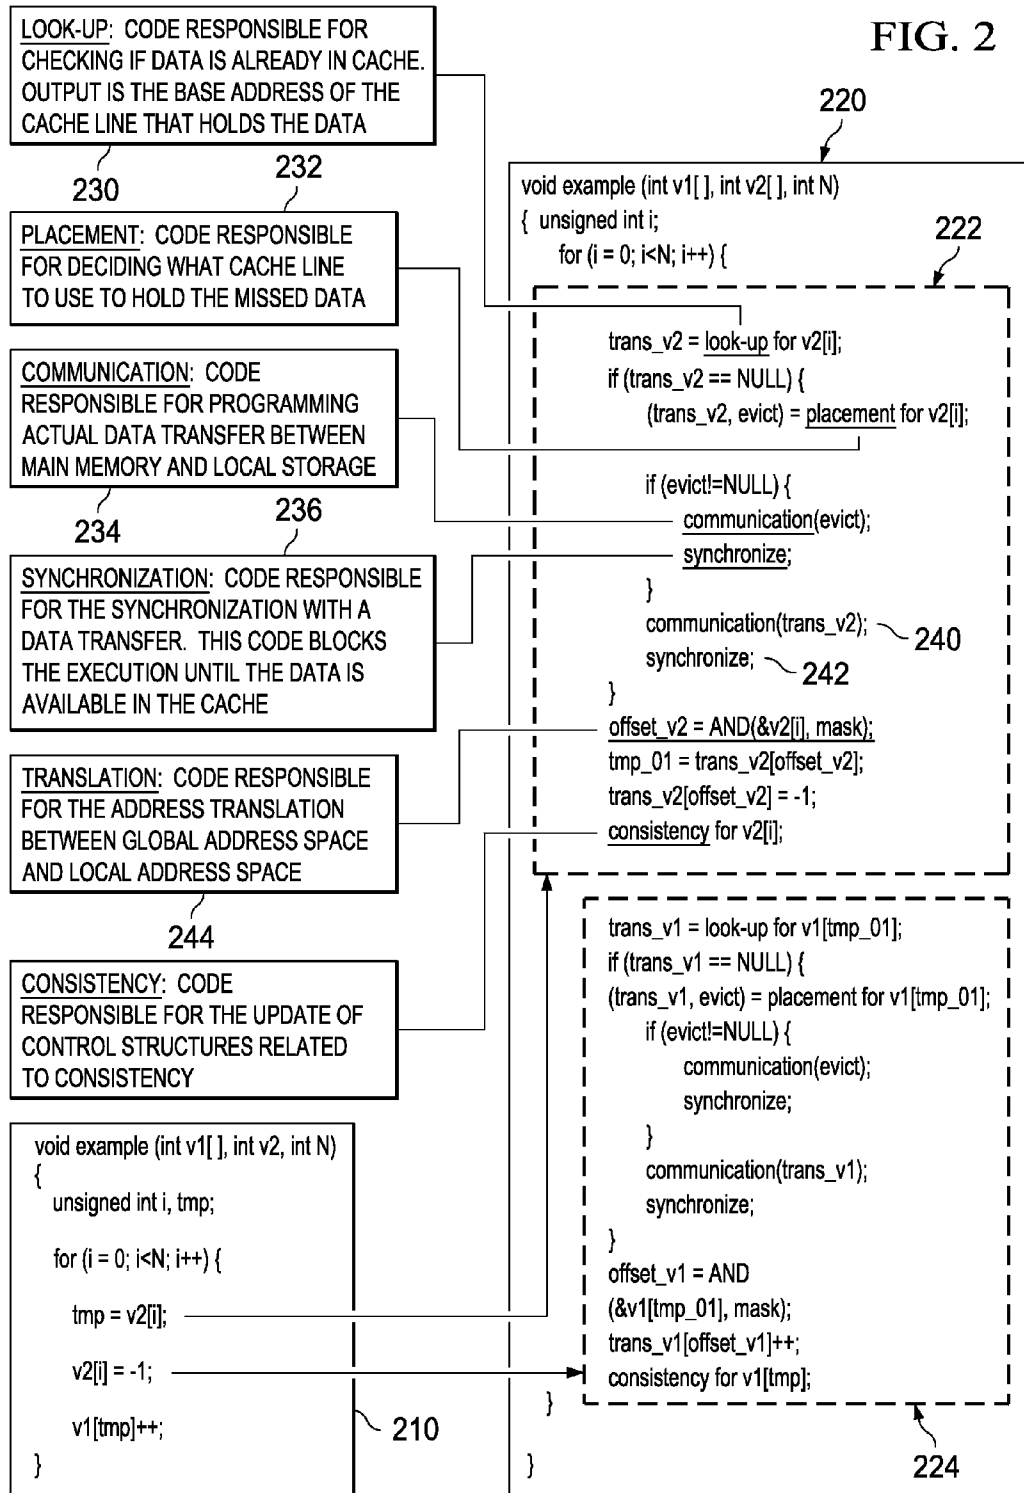 FIG. 2
LOOK-UP: CODE RESPONSIBLE FOR
CHECKING IF DATA IS ALREADY IN CACHE.
OUTPUT IS THE BASE ADDRESS OF THE
CACHE LINE THAT HOLDS THE DATA
230
232
PLACEMENT: CODE RESPONSIBLE
FOR DECIDING WHAT CACHE LINE
TO USE TO HOLD THE MISSED DATA
COMMUNICATION: CODE
RESPONSIBLE FOR PROGRAMMING
ACTUAL DATA TRANSFER BETWEEN
MAIN MEMORY AND LOCAL STORAGE
234
236
SYNCHRONIZATION: CODE RESPONSIBLE
FOR THE SYNCHRONIZATION WITH A
DATA TRANSFER. THIS CODE BLOCKS
THE EXECUTION UNTIL THE DATA IS
AVAILABLE IN THE CACHE
TRANSLATION: CODE RESPONSIBLE
FOR THE ADDRESS TRANSLATION
BETWEEN GLOBAL ADDRESS SPACE
AND LOCAL ADDRESS SPACE
244
CONSISTENCY: CODE
RESPONSIBLE FOR THE UPDATE OF
CONTROL STRUCTURES RELATED
TO CONSISTENCY
void example (int v1[ ], int v2, int N)
{
unsigned int i, tmp;
for (i = 0; i<N; i++) {
tmp = v2[i];
v2[i] = -1;
v1[tmp]++;
}
210
220
void example (int v1[ ], int v2[ ], int N)
{ unsigned int i;
for (i = 0; i<N; i++) {
222
trans_v2 = look-up for v2[i];
if (trans_v2 == NULL) {
(trans_v2, evict) = placement for v2[i];
if (evict!=NULL) {
communication(evict);
synchronize;
}
communication(trans_v2);
240
synchronize;
242
}
offset_v2 = AND(&v2[i], mask);
tmp_01 = trans_v2[offset_v2];
trans_v2[offset_v2] = -1;
consistency for v2[i];
trans_v1 = look-up for v1[tmp_01];
if (trans_v1 == NULL) {
(trans_v1, evict) = placement for v1[tmp_01];
if (evict!=NULL) {
communication(evict);
synchronize;
}
communication(trans_v1);
synchronize;
}
offset_v1 = AND
(&v1[tmp_01], mask);
trans_v1[offset_v1]++;
consistency for v1[tmp];
}
224
}